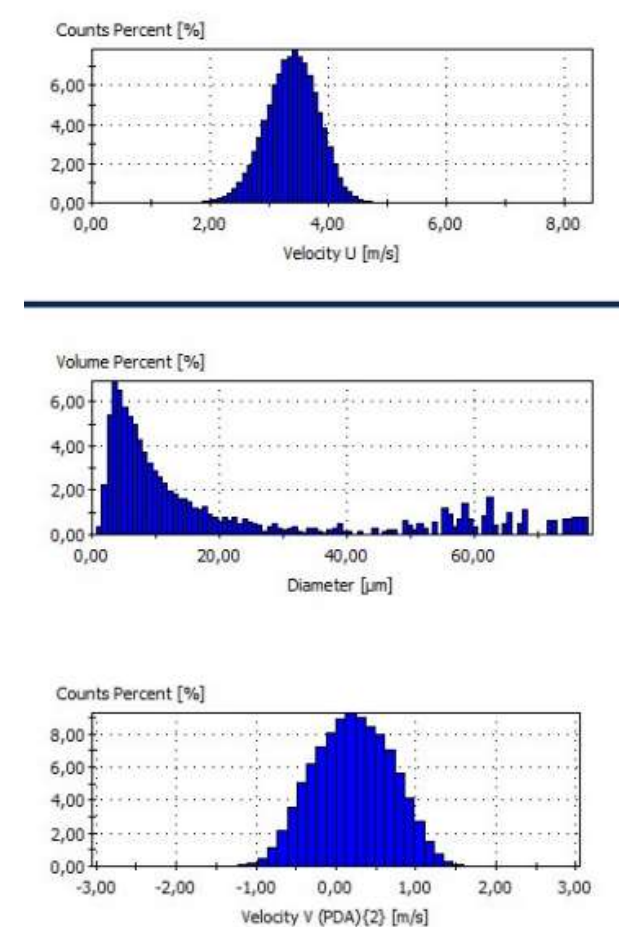 Counts Percent [%]
6,00
4,00
2,00
0,00
0,00 2,00 4,00 6,00 8,00
Velocity U [m/s]
Volume Percent [%]
6,00
4,00
2,00
0,00
0,00 20,00 40,00 60,00
Diameter [µm]
Counts Percent [%]
8,00
6,00
4,00
2,00
0,00
-3,00 -2,00 -1,00 0,00 1,00 2,00 3,00
Velocity V (PDA){2} [m/s]